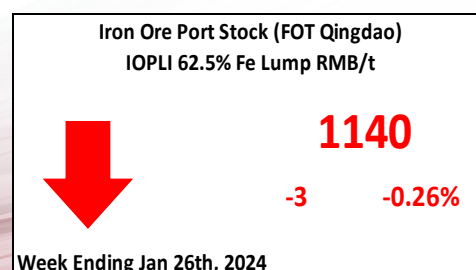 Iron Ore Port Stock (FOT Qingdao)
IOPLI 62.5% Fe Lump RMB/t
1140
-3 -0.26%
Week Ending Jan 26th, 2024